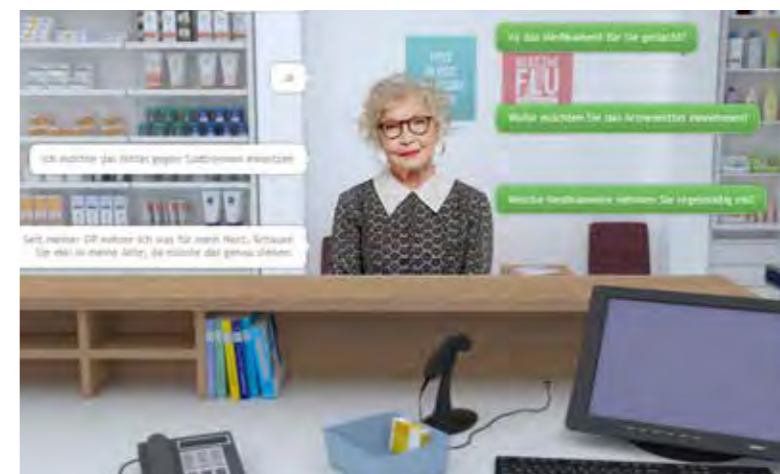 Ist das Medikament für Sie gedacht?
Ja
Wofür möchten Sie das Arzneimittel einnehmen?
Ich möchte das Mittel gegen Sodbrennen einsetzen
Welche Medikamente nehmen Sie regelmäßig ein?
Seit meiner OP nehme ich was für mein Herz. Schauen
Sie mal in meine Akte, da müsste das genau stehen.
FLU